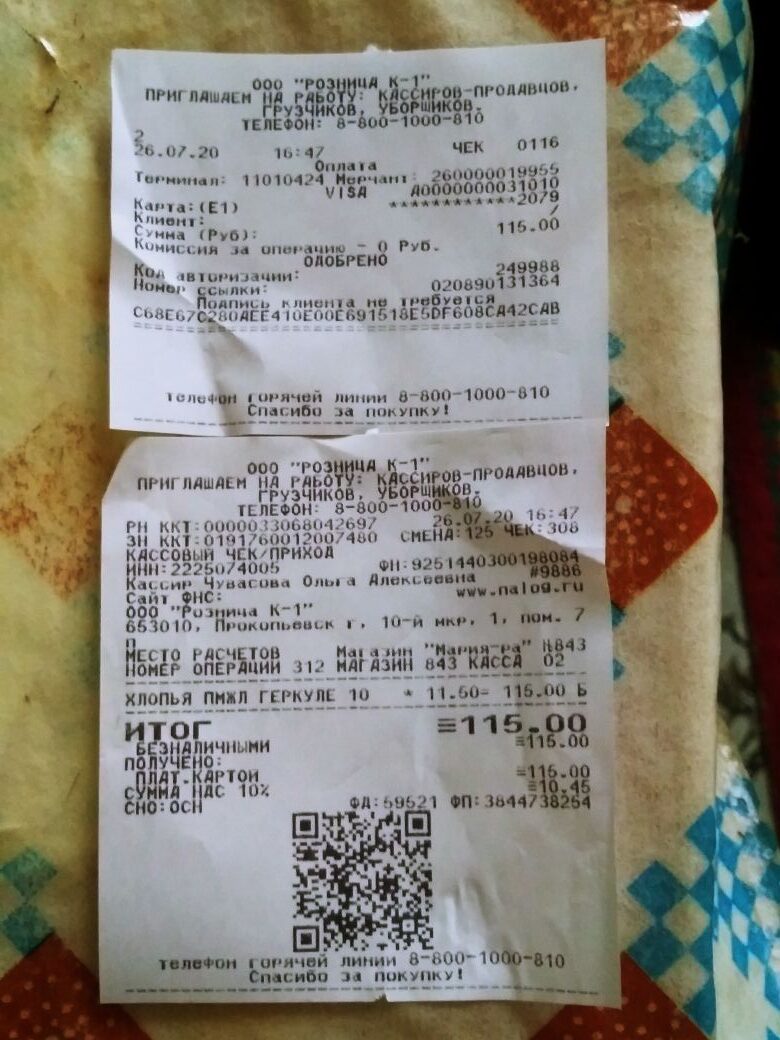 ООО "РОЗНИЦА К-1"
ПРИГЛАШАЕМ НА РАБОТУ: КАССИРОВ-ПРОДАВЦОВ,
ГРУЗЧИКОВ, УБОРЩИКОВ.
ТЕЛЕФОН: 8-800-1000-810
2
26.07.20 16:47 ЧЕК 0116
Оплата
Терминал: 11010424 Мерчант: 260000019955
VISA A0000000031010
Карта:(E1) ************2079
Клиент: /
Сумма (Руб): 115.00
Комиссия за операцию - 0 Руб.
ОДОБРЕНО
Код авторизации: 249988
Номер ссылки: 020890131364
Подпись клиента не требуется
C68E67C280AEE410E00E691518E5DF608CA42CAB
телефон горячей линии 8-800-1000-810
Спасибо за покупку!
ООО "РОЗНИЦА К-1"
ПРИГЛАШАЕМ НА РАБОТУ: КАССИРОВ-ПРОДАВЦОВ,
ГРУЗЧИКОВ, УБОРЩИКОВ.
ТЕЛЕФОН: 8-800-1000-810
РН ККТ:0000033068042697 26.07.20 16:47
ЗН ККТ:0191760012007480 СМЕНА:125 ЧЕК:308
КАССОВЫЙ ЧЕК/ПРИХОД
ИНН:2225074005 ФН:9251440300198084
Кассир Чувасова Ольга Алексеевна #9886
Сайт ФНС: www.nalog.ru
ООО "Розница К-1"
653010, Прокопьевск г, 10-й мкр, 1, пом. 7
П
МЕСТО РАСЧЕТОВ Магазин "Мария-ра" №843
НОМЕР ОПЕРАЦИИ 312 МАГАЗИН 843 КАССА 02
ХЛОПЬЯ ПМЖЛ ГЕРКУЛЕ 10 * 11.50= 115.00 Б
ИТОГ ≡115.00
БЕЗНАЛИЧНЫМИ ≡115.00
ПОЛУЧЕНО:
ПЛАТ.КАРТОЙ ≡115.00
СУММА НДС 10% ≡10.45
СНО:ОСН ФД:59521 ФП:3844738254
телефон горячей линии 8-800-1000-810
Спасибо за покупку!